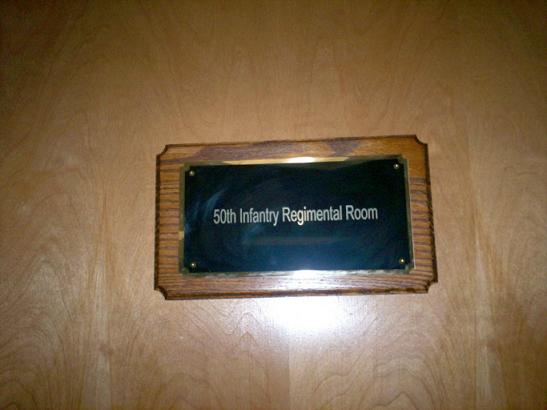 50th Infantry Regimental Room